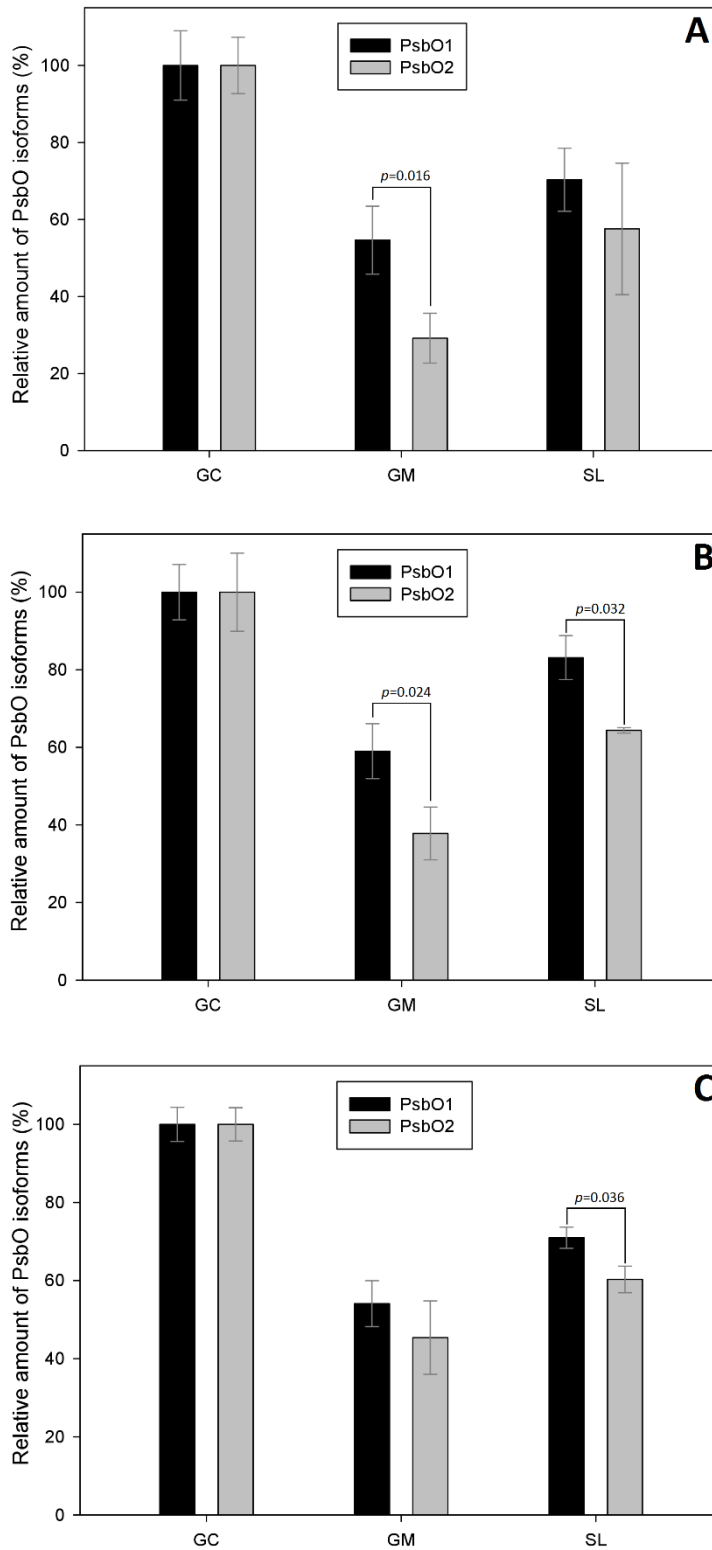 A
PsbO1
PsbO2
Relative amount of PsbO isoforms (%)
100
80
60
40
20
0
p=0.016
GC GM SL
B
PsbO1
PsbO2
Relative amount of PsbO isoforms (%)
100
80
60
40
20
0
p=0.032
p=0.024
GC GM SL
C
PsbO1
PsbO2
Relative amount of PsbO isoforms (%)
100
80
60
40
20
0
p=0.036
GC GM SL